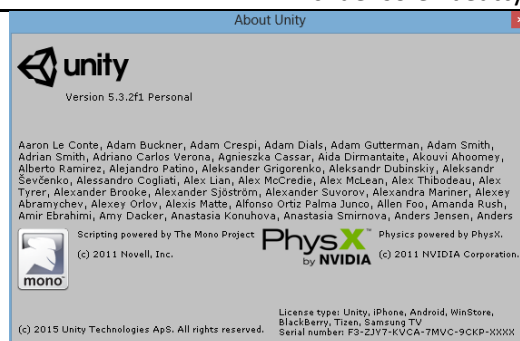 About Unity
unity
Version 5.3.2f1 Personal
Aaron Le Conte, Adam Buckner, Adam Crespi, Adam Dials, Adam Gutterman, Adam Smith,
Adrian Smith, Adriano Carlos Verona, Agnieszka Cassar, Aida Dirmantaite, Akouvi Ahoomey,
Alberto Ramirez, Alejandro Patino, Aleksander Grigorenko, Aleksandr Dubinskiy, Aleksandr
Ševčenko, Alessandro Cogliati, Alex Lian, Alex McCredie, Alex McLean, Alex Thibodeau, Alex
Tyrer, Alexander Brooke, Alexander Sjöström, Alexander Suvorov, Alexandra Mariner, Alexey
Abramychev, Alexey Orlov, Alexis Matte, Alfonso Ortiz Palma Junco, Allen Foo, Amanda Rush,
Amir Ebrahimi, Amy Dacker, Anastasia Konuhova, Anastasia Smirnova, Anders Jensen, Anders
mono
Scripting powered by The Mono Project
(c) 2011 Novell, Inc.
PhysX
by NVIDIA
Physics powered by PhysX.
(c) 2011 NVIDIA Corporation.
(c) 2015 Unity Technologies ApS. All rights reserved.
License type: Unity, iPhone, Android, WinStore,
BlackBerry, Tizen, Samsung TV
Serial number: F3-ZJY7-KVCA-7MVC-9CKP-XXXX